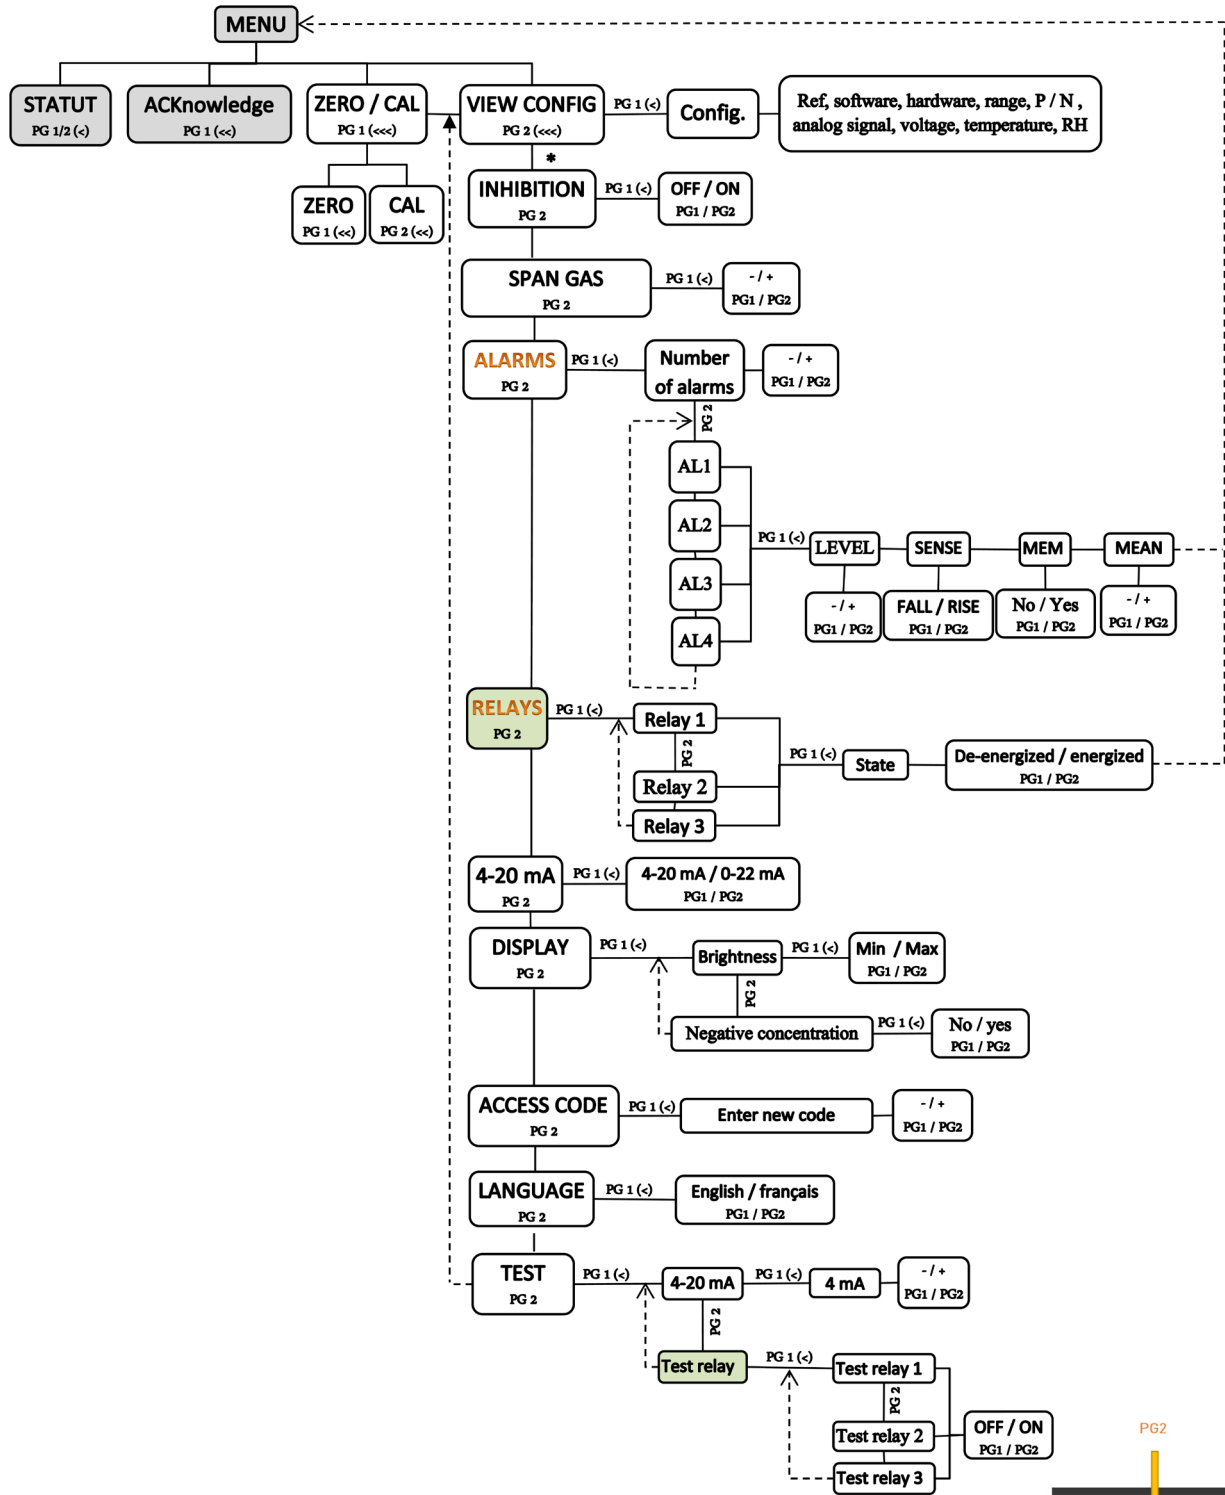 MENU
STATUT
PG 1/2 (<)
ACKnowledge
PG 1 (<<)
ZERO / CAL
PG 1 (<<<)
VIEW CONFIG
PG 2 (<<<)
PG 1 (<)
Config.
Ref, software, hardware, range, P / N ,
analog signal, voltage, temperature, RH
*
ZERO
PG 1 (<<)
CAL
PG 2 (<<)
INHIBITION
PG 2
PG 1 (<)
OFF / ON
PG1 / PG2
SPAN GAS
PG 2
PG 1 (<)
- / +
PG1 / PG2
ALARMS
PG 2
PG 1 (<)
Number
of alarms
- / +
PG1 / PG2
PG 2
AL1
AL2
AL3
AL4
PG 1 (<)
LEVEL
SENSE
MEM
MEAN
- / +
PG1 / PG2
FALL / RISE
PG1 / PG2
No / Yes
PG1 / PG2
- / +
PG1 / PG2
RELAYS
PG 2
PG 1 (<)
Relay 1
PG 2
Relay 2
Relay 3
PG 1 (<)
State
De-energized / energized
PG1 / PG2
4-20 mA
PG 2
PG 1 (<)
4-20 mA / 0-22 mA
PG1 / PG2
DISPLAY
PG 2
PG 1 (<)
Brightness
PG 1 (<)
Min / Max
PG1 / PG2
PG 2
Negative concentration
PG 1 (<)
No / yes
PG1 / PG2
ACCESS CODE
PG 2
PG 1 (<)
Enter new code
- / +
PG1 / PG2
LANGUAGE
PG 2
PG 1 (<)
English / français
PG1 / PG2
TEST
PG 2
PG 1 (<)
4-20 mA
PG 1 (<)
4 mA
- / +
PG1 / PG2
PG 2
Test relay
PG 1 (<)
Test relay 1
PG 2
Test relay 2
Test relay 3
OFF / ON
PG1 / PG2
PG2